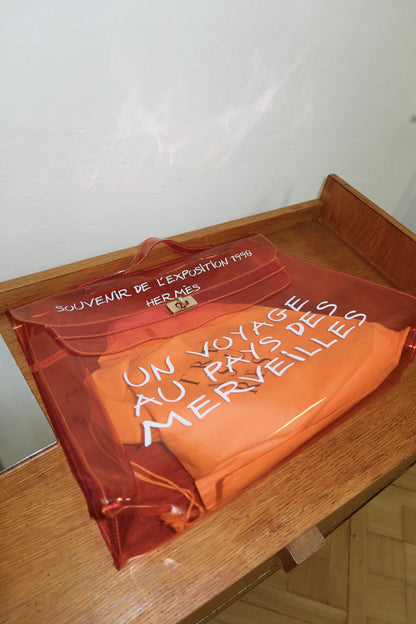 SOUVENIR DE L'EXPOSITION 1998
HERMÈS
UN VOYAGE
AU PAYS DES
MERVEILLES